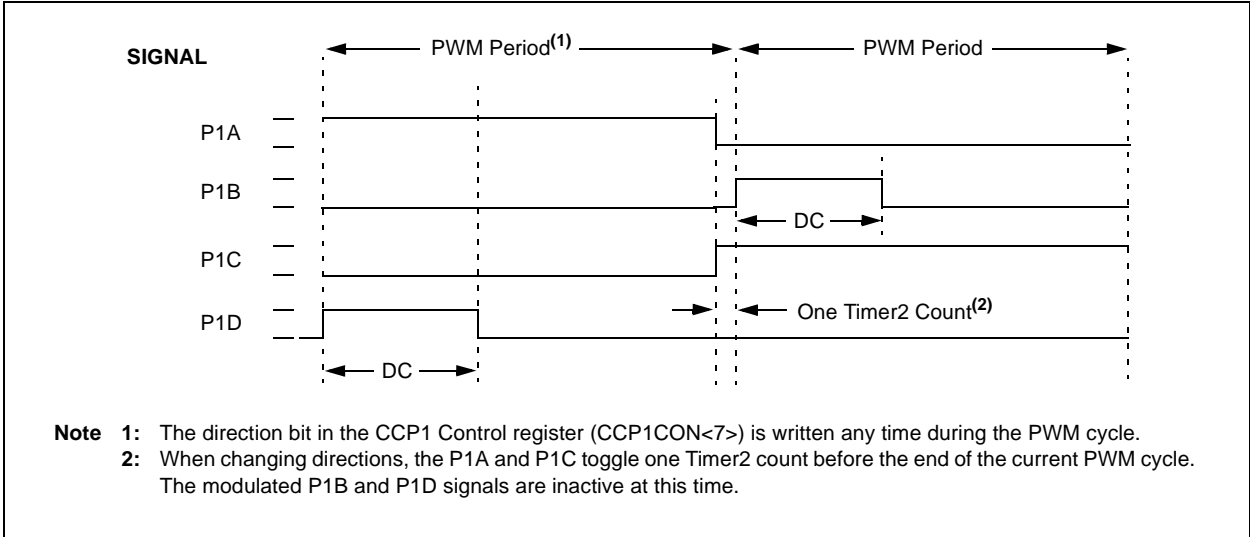 SIGNAL
PWM Period(1)
PWM Period
P1A
P1B
DC
P1C
One Timer2 Count(2)
P1D
DC
Note 1: The direction bit in the CCP1 Control register (CCP1CON<7>) is written any time during the PWM cycle.
2: When changing directions, the P1A and P1C toggle one Timer2 count before the end of the current PWM cycle.
The modulated P1B and P1D signals are inactive at this time.